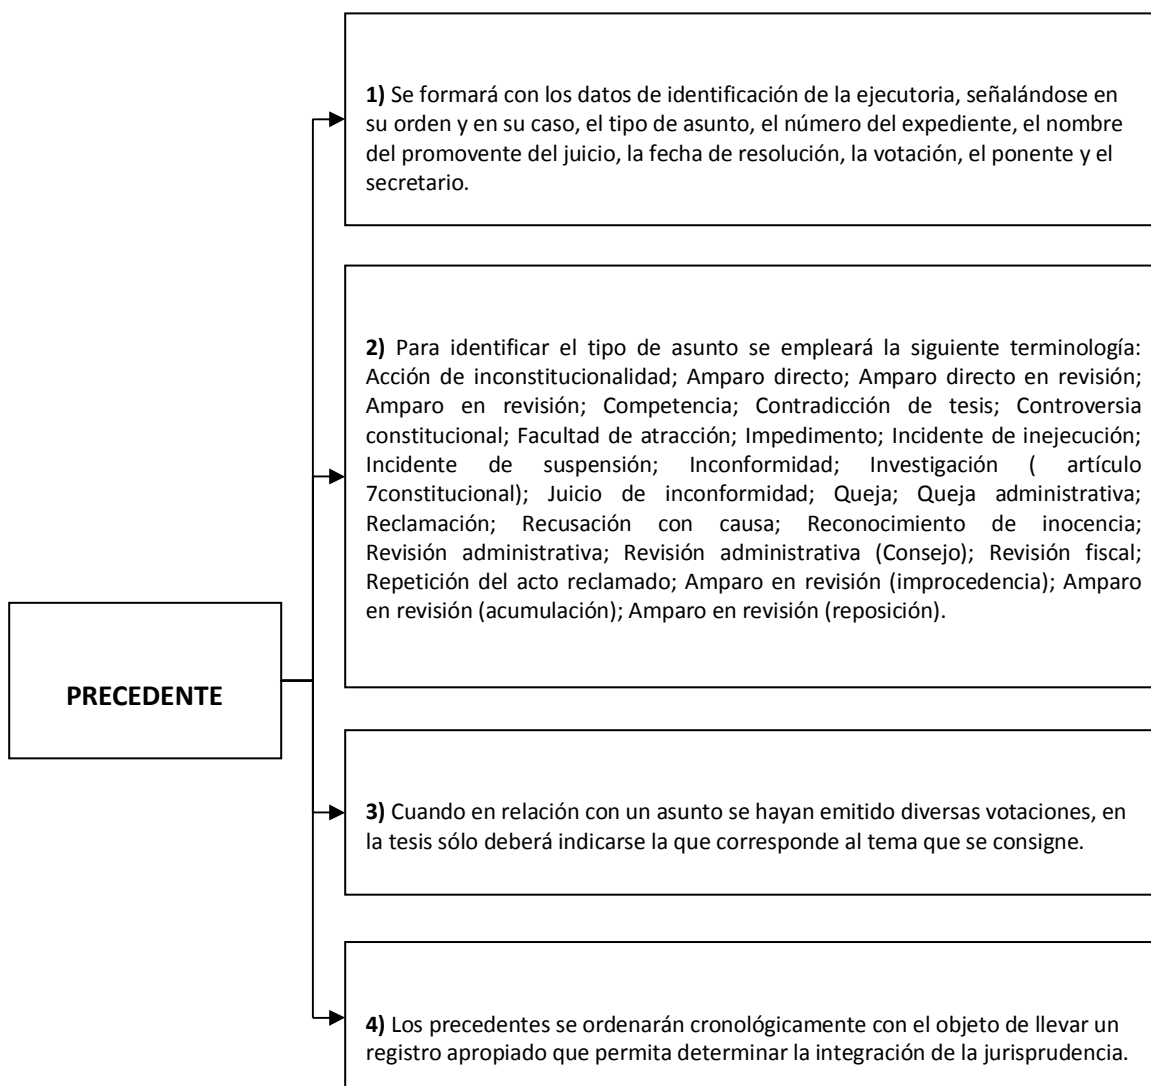 1) Se formará con los datos de identificación de la ejecutoria, señalándose en
su orden y en su caso, el tipo de asunto, el número del expediente, el nombre
del promovente del juicio, la fecha de resolución, la votación, el ponente y el
secretario.
2) Para identificar el tipo de asunto se empleará la siguiente terminología:
Acción de inconstitucionalidad; Amparo directo; Amparo directo en revisión;
Amparo en revisión; Competencia; Contradicción de tesis; Controversia
constitucional; Facultad de atracción; Impedimento; Incidente de inejecución;
Incidente de suspensión; Inconformidad; Investigación ( artículo
7constitucional); Juicio de inconformidad; Queja; Queja administrativa;
Reclamación; Recusación con causa; Reconocimiento de inocencia;
Revisión administrativa; Revisión administrativa (Consejo); Revisión fiscal;
Repetición del acto reclamado; Amparo en revisión (improcedencia); Amparo
en revisión (acumulación); Amparo en revisión (reposición).
PRECEDENTE
3) Cuando en relación con un asunto se hayan emitido diversas votaciones, en
la tesis sólo deberá indicarse la que corresponde al tema que se consigne.
4) Los precedentes se ordenarán cronológicamente con el objeto de llevar un
registro apropiado que permita determinar la integración de la jurisprudencia.